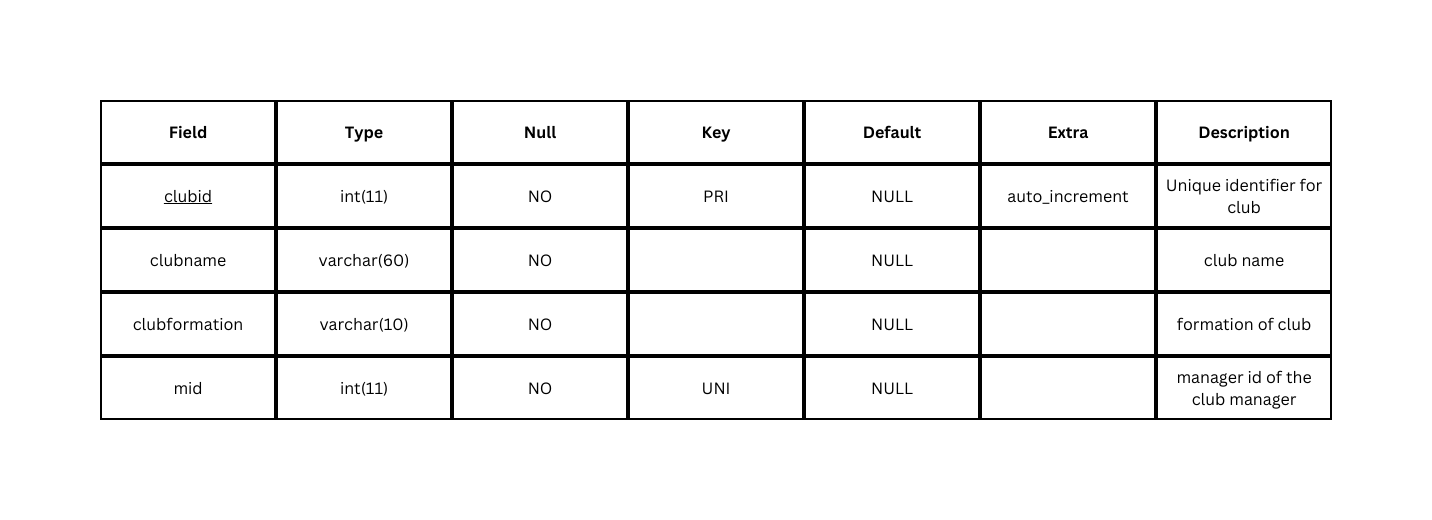 Field Type Null Key Default Extra Description
clubid int(11) NO PRI NULL auto_increment Unique identifier for
club
clubname varchar(60) NO NULL club name
clubformation varchar(10) NO NULL formation of club
mid int(11) NO UNI NULL manager id of the
club manager